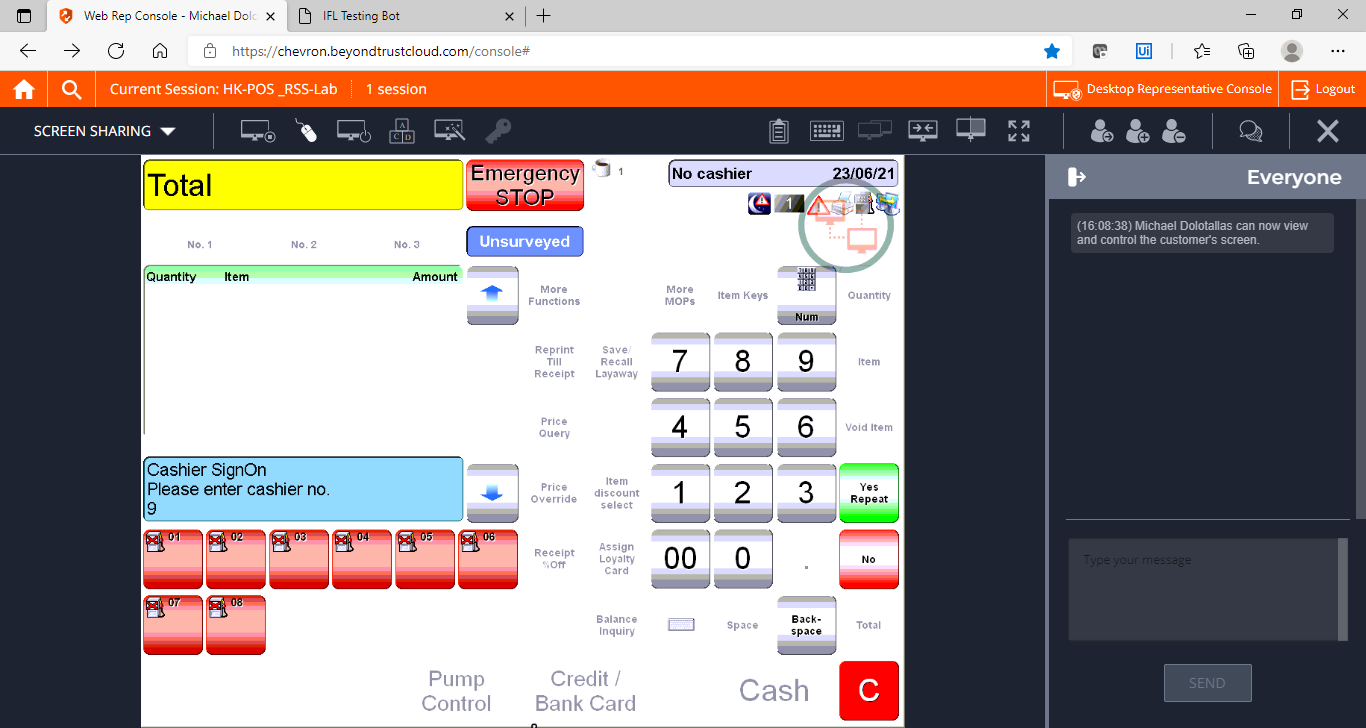 Web Rep Console - Michael Dolo
IFL Testing Bot
https://chevron.beyondtrustcloud.com/console#
Current Session: HK-POS _RSS-Lab
1 session
Desktop Representative Console
Logout
SCREEN SHARING
Total
Emergency
STOP
1
No cashier
23/06/21
1
No. 1
No. 2
No. 3
Unsurveyed
Quantity
Item
Amount
More
Functions
More
MOPs
Item Keys
Num
Quantity
Reprint
Till
Receipt
Save/
Recall
Layaway
7
8
9
Item
Price
Query
4
5
6
Void Item
Cashier SignOn
Please enter cashier no.
9
Price
Override
Item
discount
select
1
2
3
Yes
Repeat
01
02
03
04
05
06
Receipt
%Off
Assign
Loyalty
Card
00
0
.
No
07
08
Balance
Inquiry
Space
Back-
space
Total
Pump
Control
Credit /
Bank Card
Cash
C
Everyone
(16:08:38) Michael Dolotallas can now view
and control the customer's screen.
Type your message
SEND